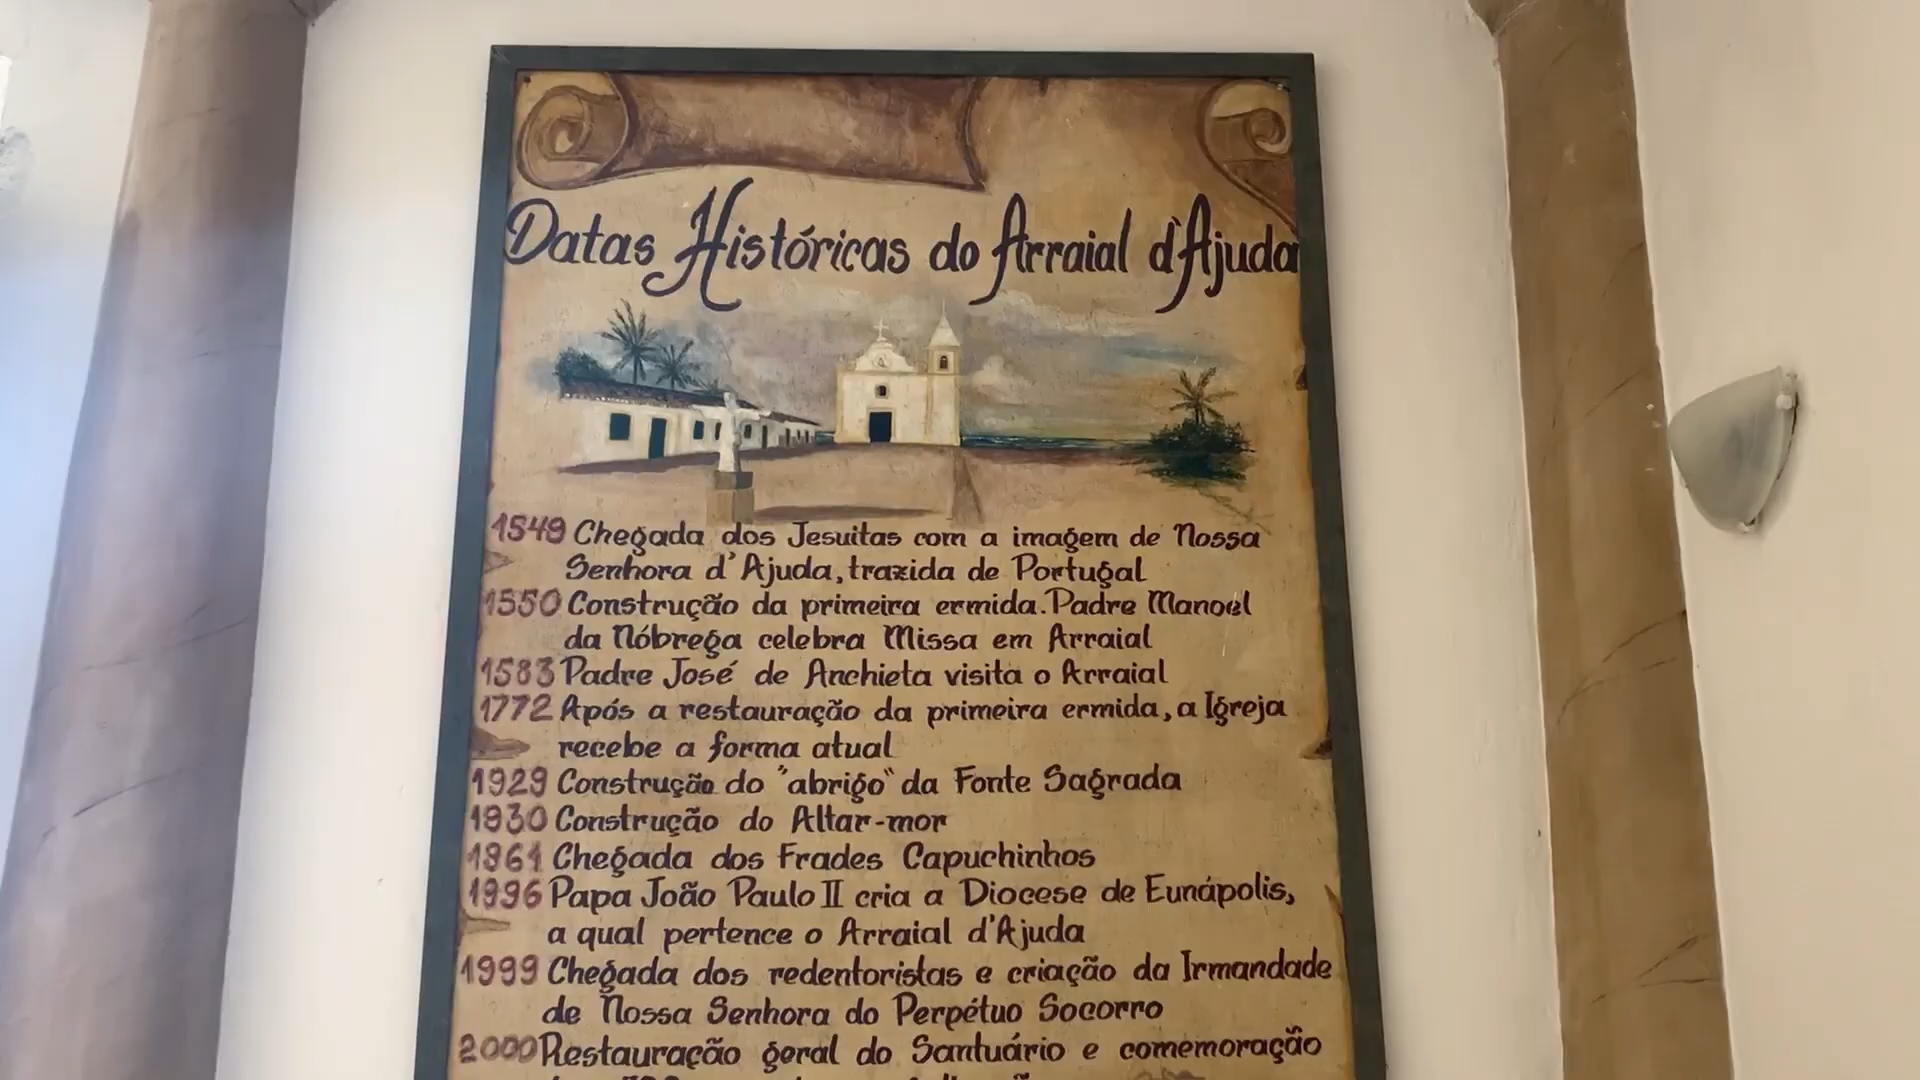 Datas Históricas do Arraial d'Ajuda
1549 Chegada dos Jesuitas com a imagem de Nossa
Senhora d'Ajuda, trazida de Portugal
1550 Construção da primeira ermida. Padre Manoel
da Nóbrega celebra Missa em Arraial
1583 Padre José de Anchieta visita o Arraial
1772 Após a restauração da primeira ermida, a Igreja
recebe a forma atual
1929 Construção do "abrigo" da Fonte Sagrada
1930 Construção do Altar-mor
1961 Chegada dos Frades Capuchinhos
1996 Papa João Paulo II cria a Diocese de Eunápolis,
a qual pertence o Arraial d'Ajuda
1999 Chegada dos redentoristas e criação da Irmandade
de Nossa Senhora do Perpétuo Socorro
2000 Restauração geral do Santuário e comemoração